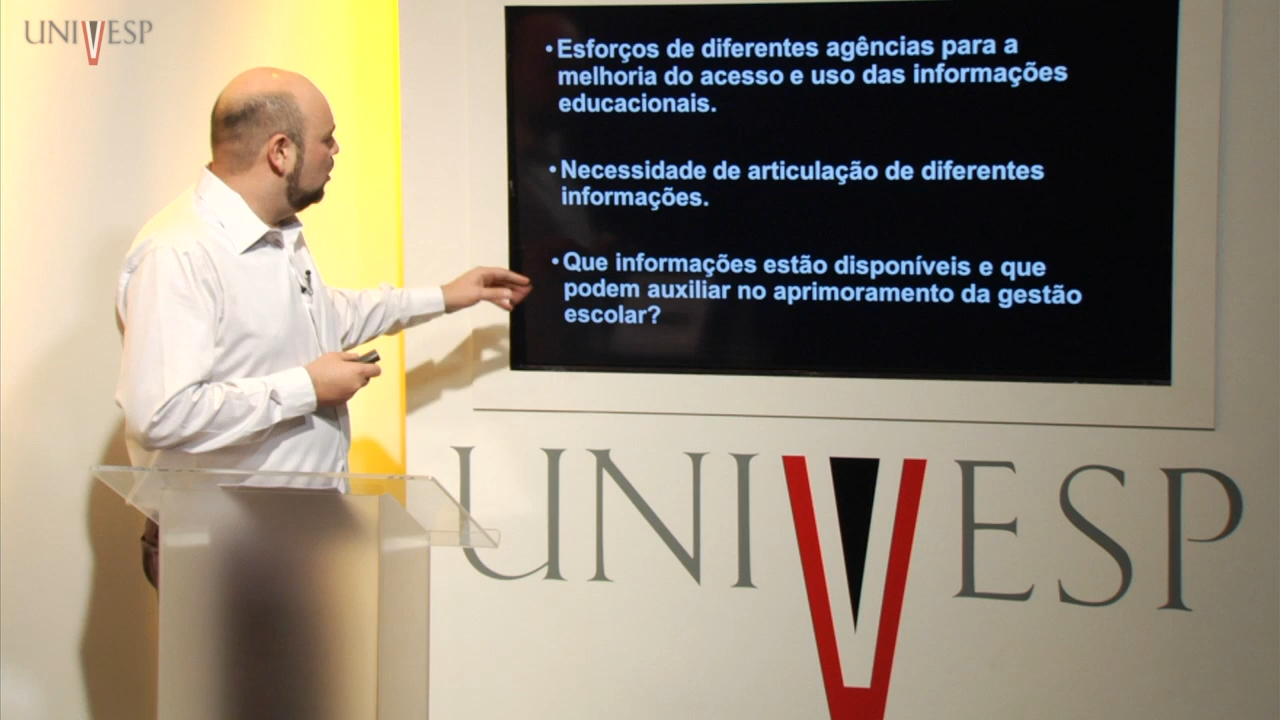 UNIVESP
• Esforços de diferentes agências para a
melhoria do acesso e uso das informações
educacionais.
• Necessidade de articulação de diferentes
informações.
• Que informações estão disponíveis e que
podem auxiliar no aprimoramento da gestão
escolar?
UNIVESP